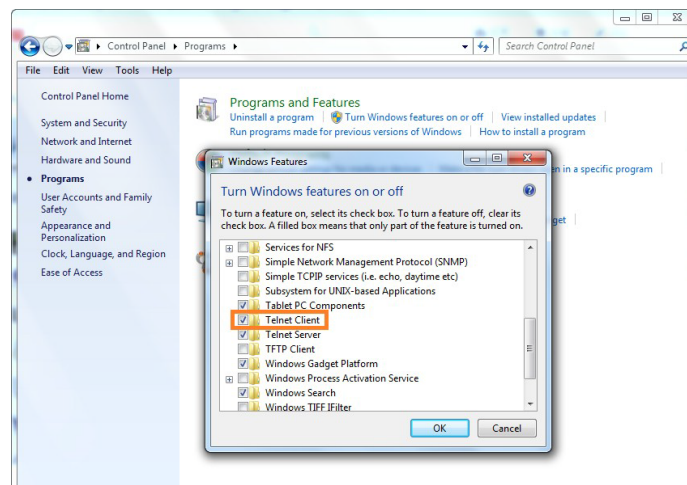 Control Panel ▸ Programs ▸
Search Control Panel
File Edit View Tools Help
Control Panel Home
System and Security
Network and Internet
Hardware and Sound
Programs
User Accounts and Family
Safety
Appearance and
Personalization
Clock, Language, and Region
Ease of Access
Programs and Features
Uninstall a program Turn Windows features on or off View installed updates
Run programs made for previous versions of Windows How to install a program
en in a specific program
get
Windows Features
Turn Windows features on or off
To turn a feature on, select its check box. To turn a feature off, clear its
check box. A filled box means that only part of the feature is turned on.
Services for NFS
Simple Network Management Protocol (SNMP)
Simple TCPIP services (i.e. echo, daytime etc)
Subsystem for UNIX-based Applications
Tablet PC Components
Telnet Client
Telnet Server
TFTP Client
Windows Gadget Platform
Windows Process Activation Service
Windows Search
Windows TIFF IFilter
OK Cancel